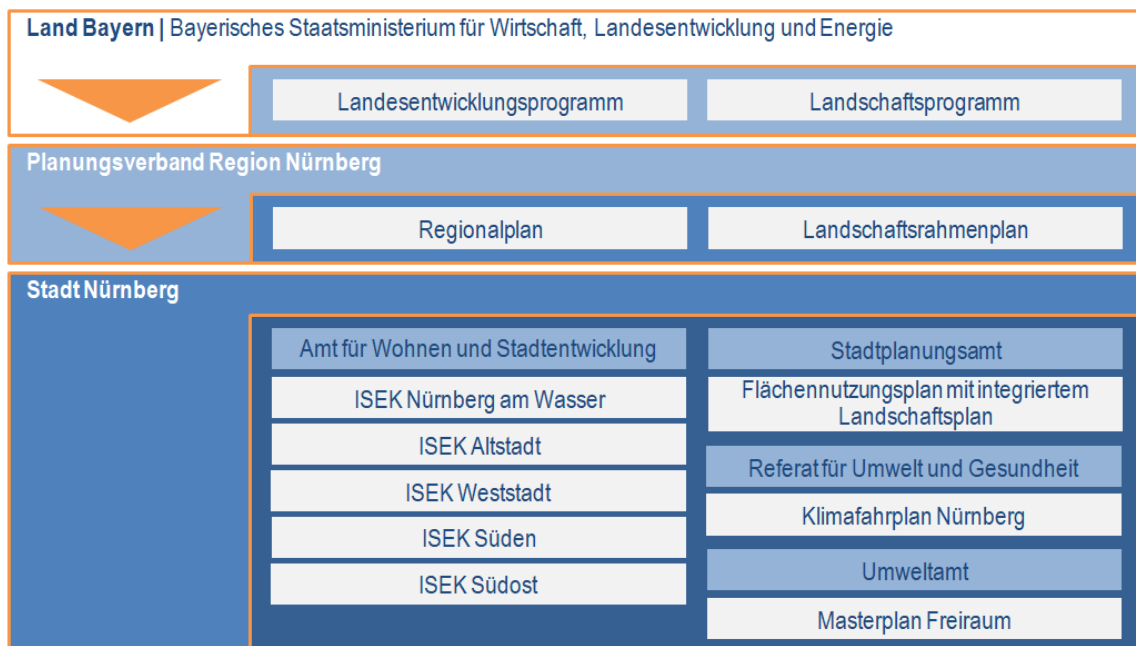 Land Bayern | Bayerisches Staatsministerium für Wirtschaft, Landesentwicklung und Energie
Landesentwicklungsprogramm
Landschaftsprogramm
Planungsverband Region Nürnberg
Regionalplan
Landschaftsrahmenplan
Stadt Nürnberg
Amt für Wohnen und Stadtentwicklung
ISEK Nürnberg am Wasser
ISEK Altstadt
ISEK Weststadt
ISEK Süden
ISEK Südost
Stadtplanungsamt
Flächennutzungsplan mit integriertem
Landschaftsplan
Referat für Umwelt und Gesundheit
Klimafahrplan Nürnberg
Umweltamt
Masterplan Freiraum